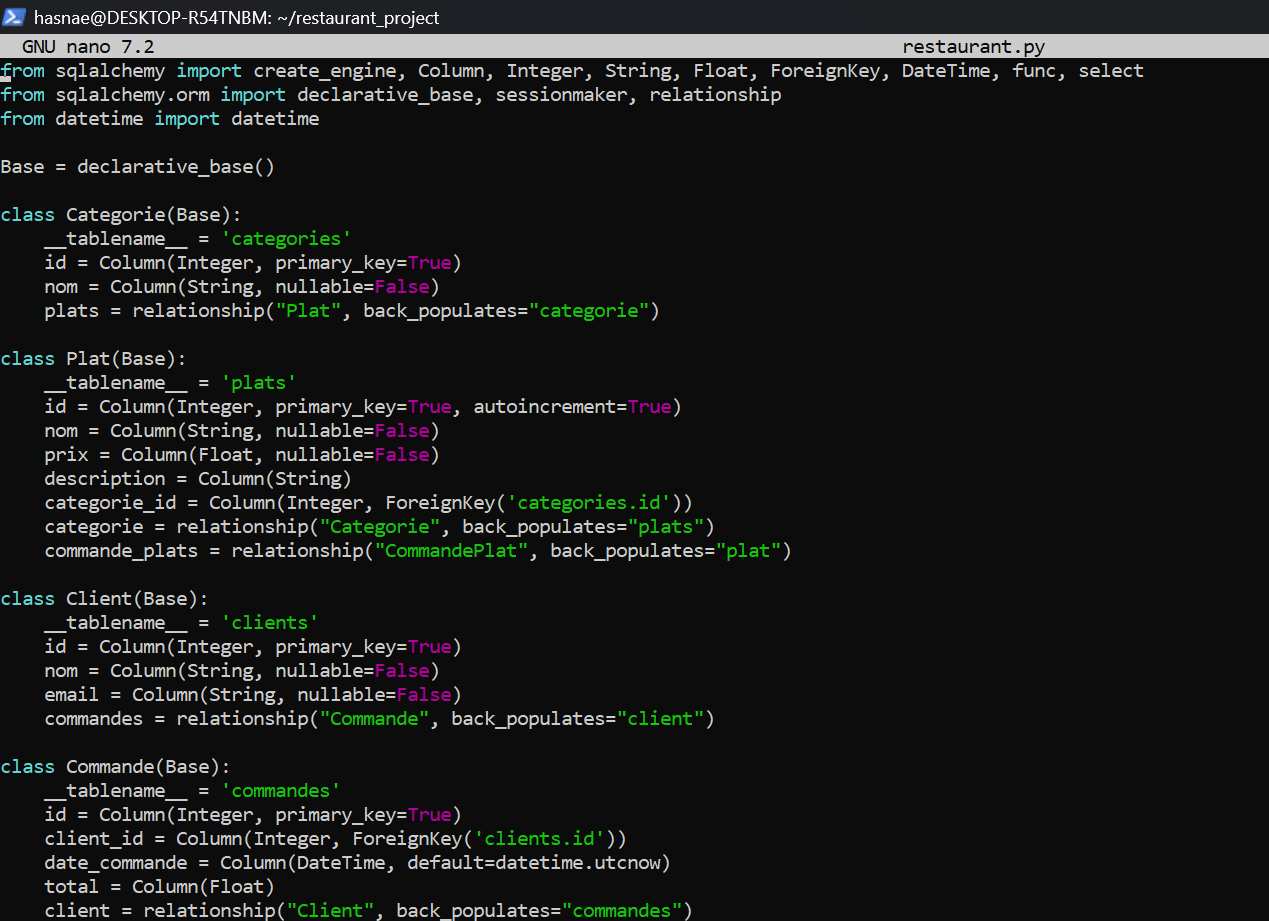 hasnae@DESKTOP-R54TNBM: ~/restaurant_project
GNU nano 7.2 restaurant.py
from sqlalchemy import create_engine, Column, Integer, String, Float, ForeignKey, DateTime, func, select
from sqlalchemy.orm import declarative_base, sessionmaker, relationship
from datetime import datetime

Base = declarative_base()

class Categorie(Base):
    __tablename__ = 'categories'
    id = Column(Integer, primary_key=True)
    nom = Column(String, nullable=False)
    plats = relationship("Plat", back_populates="categorie")

class Plat(Base):
    __tablename__ = 'plats'
    id = Column(Integer, primary_key=True, autoincrement=True)
    nom = Column(String, nullable=False)
    prix = Column(Float, nullable=False)
    description = Column(String)
    categorie_id = Column(Integer, ForeignKey('categories.id'))
    categorie = relationship("Categorie", back_populates="plats")
    commande_plats = relationship("CommandePlat", back_populates="plat")

class Client(Base):
    __tablename__ = 'clients'
    id = Column(Integer, primary_key=True)
    nom = Column(String, nullable=False)
    email = Column(String, nullable=False)
    commandes = relationship("Commande", back_populates="client")

class Commande(Base):
    __tablename__ = 'commandes'
    id = Column(Integer, primary_key=True)
    client_id = Column(Integer, ForeignKey('clients.id'))
    date_commande = Column(DateTime, default=datetime.utcnow)
    total = Column(Float)
    client = relationship("Client", back_populates="commandes")